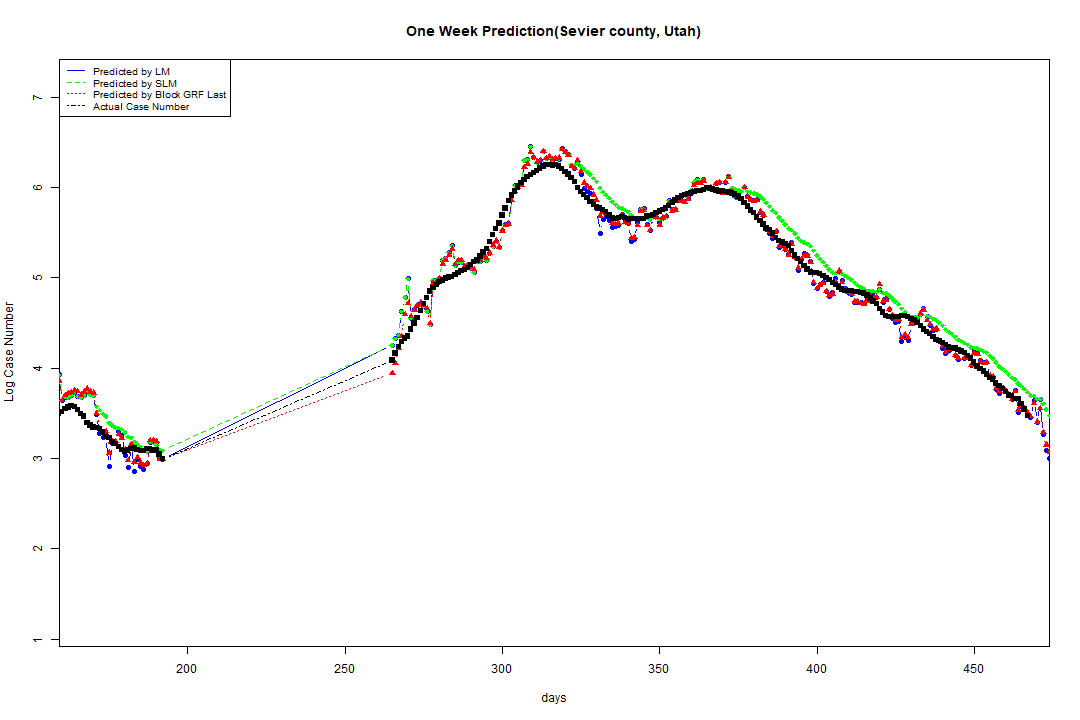 One Week Prediction(Sevier county, Utah)
Predicted by LM
Predicted by SLM
Predicted by Block GRF Last
Actual Case Number
7
6
5
4
3
2
1
Log Case Number
200 250 300 350 400 450
days